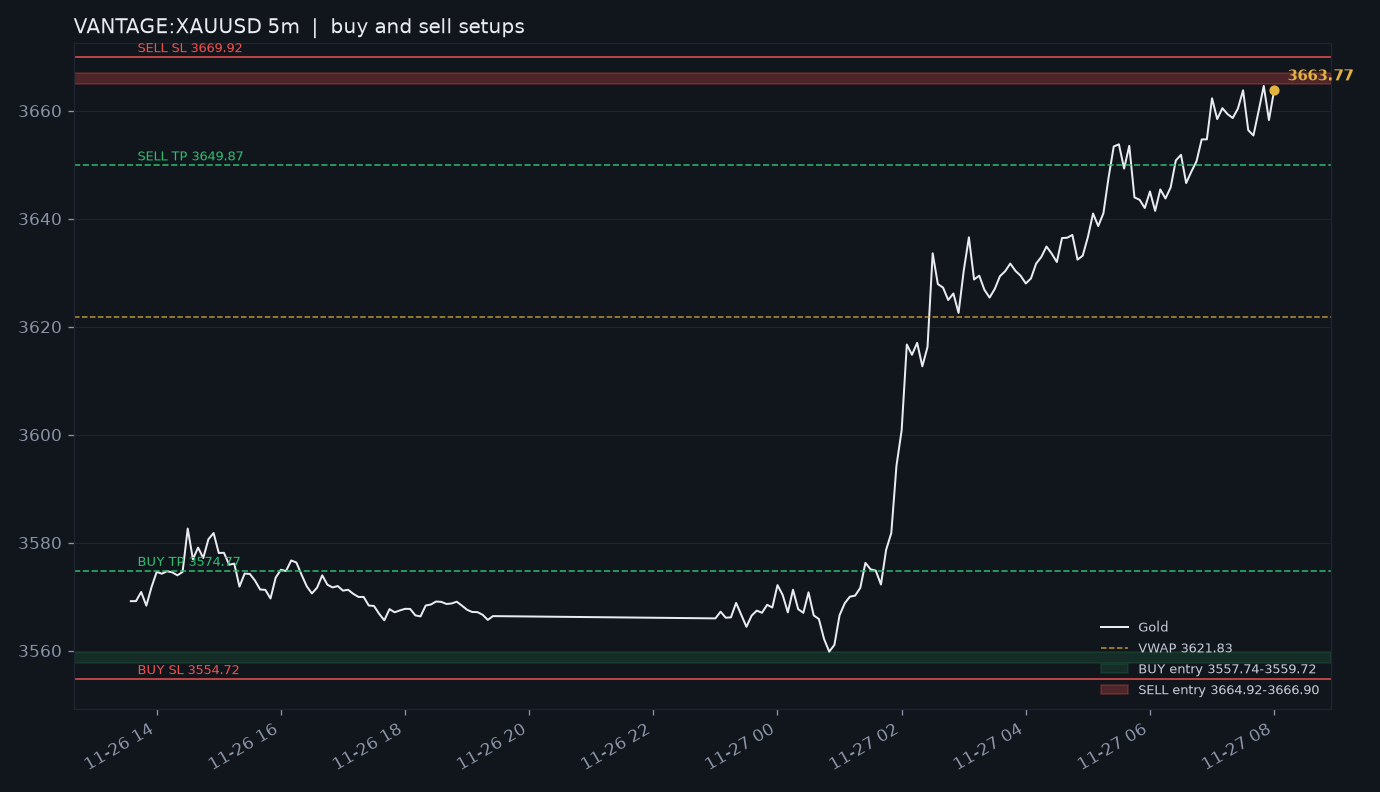 VANTAGE:XAUUSD 5m | buy and sell setups
SELL SL 3669.92
3663.77
3660
SELL TP 3649.87
3640
3620
3600
3580
BUY TP 3574.77
3560
BUY SL 3554.72
Gold
VWAP 3621.83
BUY entry 3557.74-3559.72
SELL entry 3664.92-3666.90
11-26 14
11-26 16
11-26 18
11-26 20
11-26 22
11-27 00
11-27 02
11-27 04
11-27 06
11-27 08